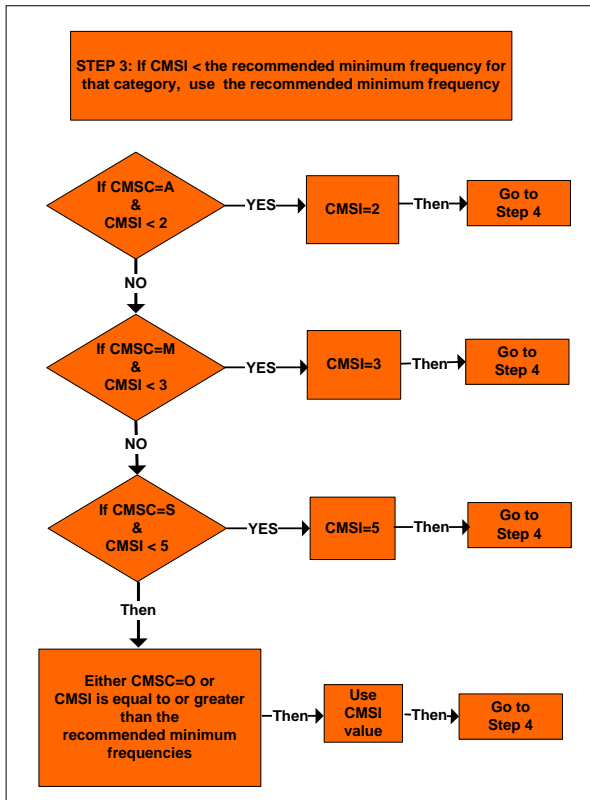 STEP 3: If CMSI < the recommended minimum frequency for
that category, use the recommended minimum frequency
If CMSC=A
&
CMSI < 2
YES
CMSI=2
Then
Go to
Step 4
NO
If CMSC=M
&
CMSI < 3
YES
CMSI=3
Then
Go to
Step 4
NO
If CMSC=S
&
CMSI < 5
YES
CMSI=5
Then
Go to
Step 4
Then
Either CMSC=O or
CMSI is equal to or greater
than the
recommended minimum
frequencies
Then
Use
CMSI
value
Then
Go to
Step 4